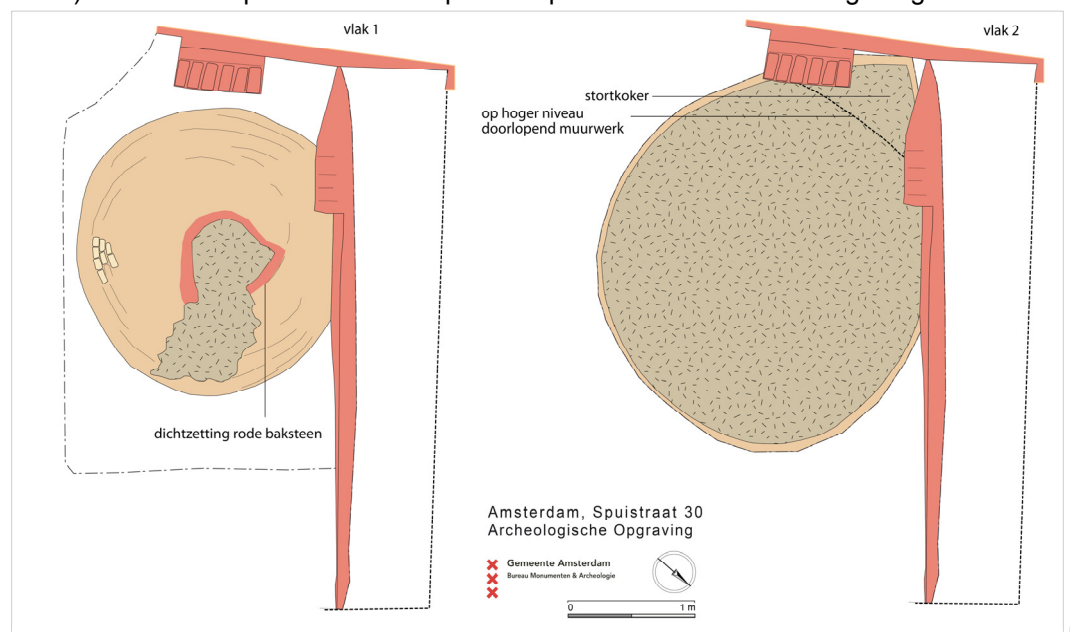 vlak 1
vlak 2
stortkoker
op hoger niveau
doorlopend muurwerk
dichtzetting rode baksteen
Amsterdam, Spuistraat 30
Archeologische Opgraving
Gemeente Amsterdam
Bureau Monumenten & Archeologie
0 1 m